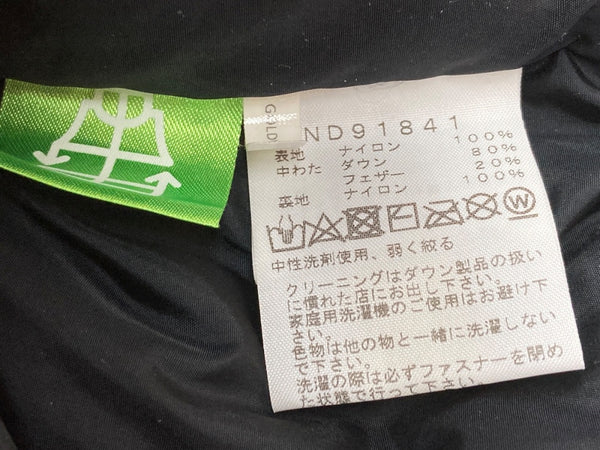 GOLD
ND91841
表地 ナイロン 100%
中わた ダウン 80%
フェザー 20%
表地 ナイロン 100%
W
中性洗剤使用、弱く絞る
クリーニングはダウン製品の扱い
に慣れた店にお出し下さい。
家庭用洗濯機のご使用はお避け下
さい。
色物は他の物と一緒に洗濯しない
で下さい。
洗濯の際は必ずファスナーを閉め
た状態で行って下さい。